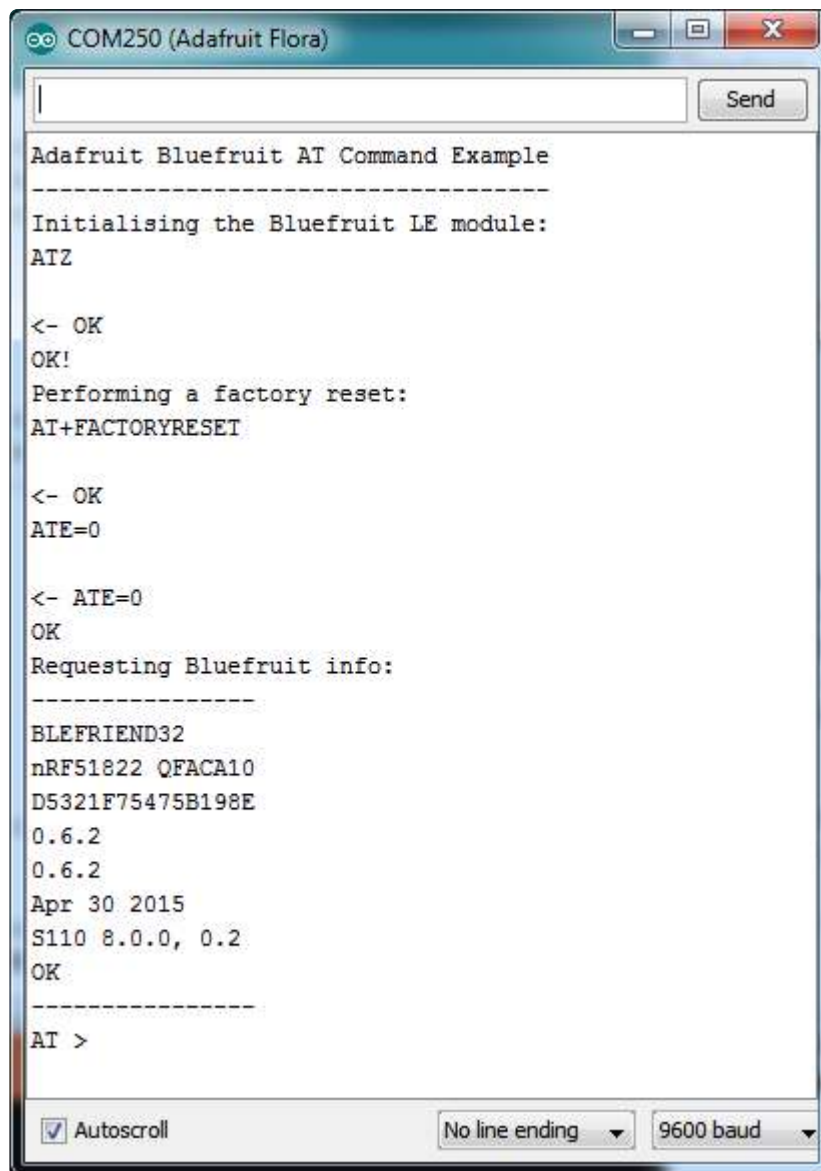 COM250 (Adafruit Flora)
Send
Adafruit Bluefruit AT Command Example
-------------------------------------
Initialising the Bluefruit LE module:
ATZ
<- OK
OK!
Performing a factory reset:
AT+FACTORYRESET
<- OK
ATE=0
<- ATE=0
OK
Requesting Bluefruit info:
----------------
BLEFRIEND32
nRF51822 QFACA10
D5321F75475B198E
0.6.2
0.6.2
Apr 30 2015
S110 8.0.0, 0.2
OK
----------------
AT >
Autoscroll No line ending 9600 baud